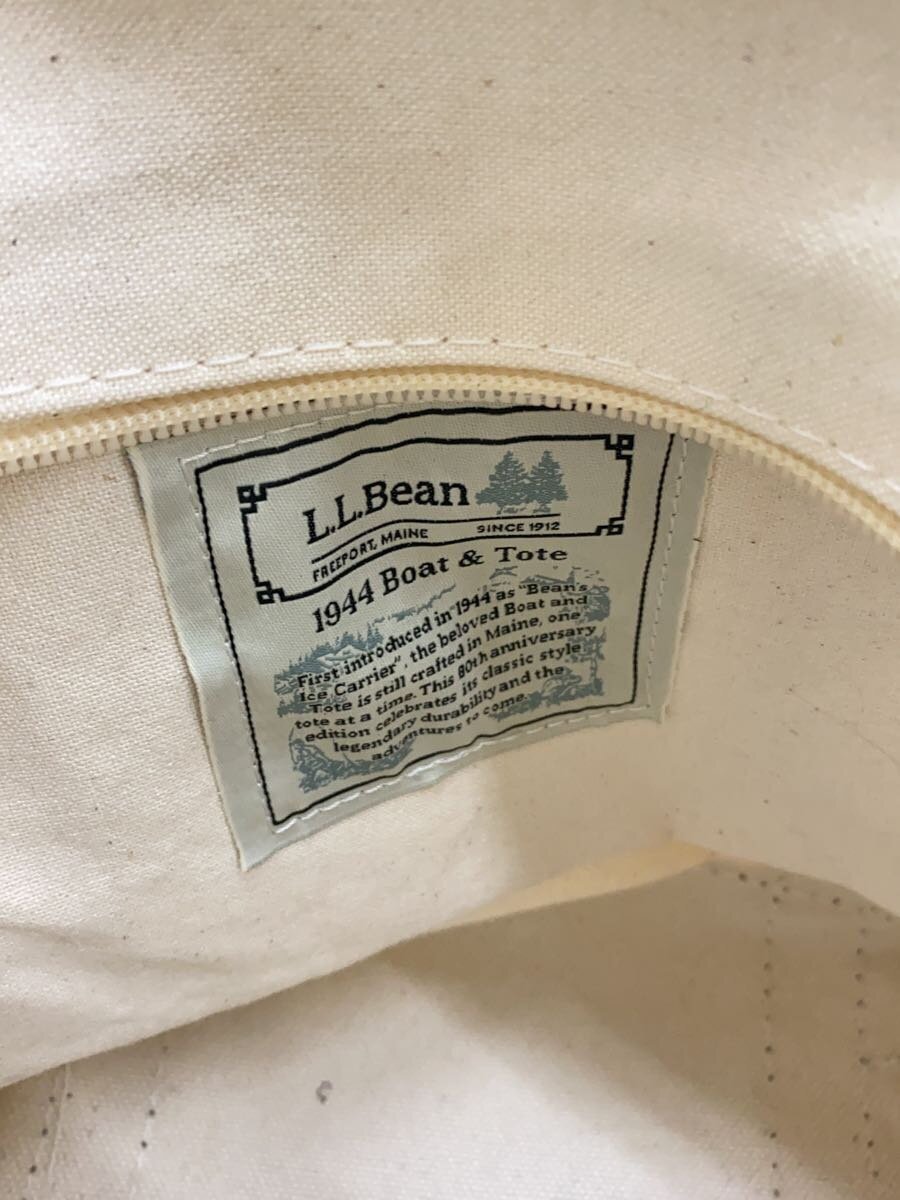 L.L.Bean
FREEPORT, MAINE SINCE 1912
1944 Boat & Tote
First introduced in 1944 as "Bean's
Ice Carrier", the beloved Boat and
Tote is still crafted in Maine, one
tote at a time. This 80th anniversary
edition celebrates its classic style
legendary durability and the
adventures to come.